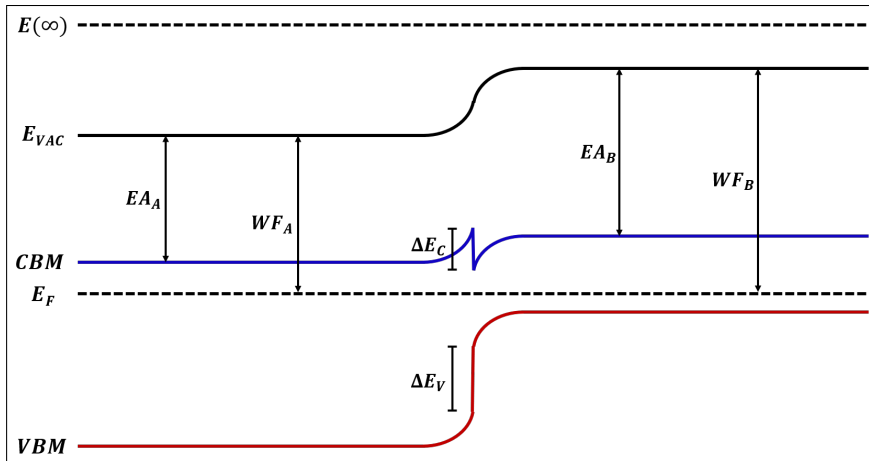 E(∞)
E_VAC
EA_A
WF_A
EA_B
WF_B
ΔE_C
CBM
E_F
ΔE_V
VBM